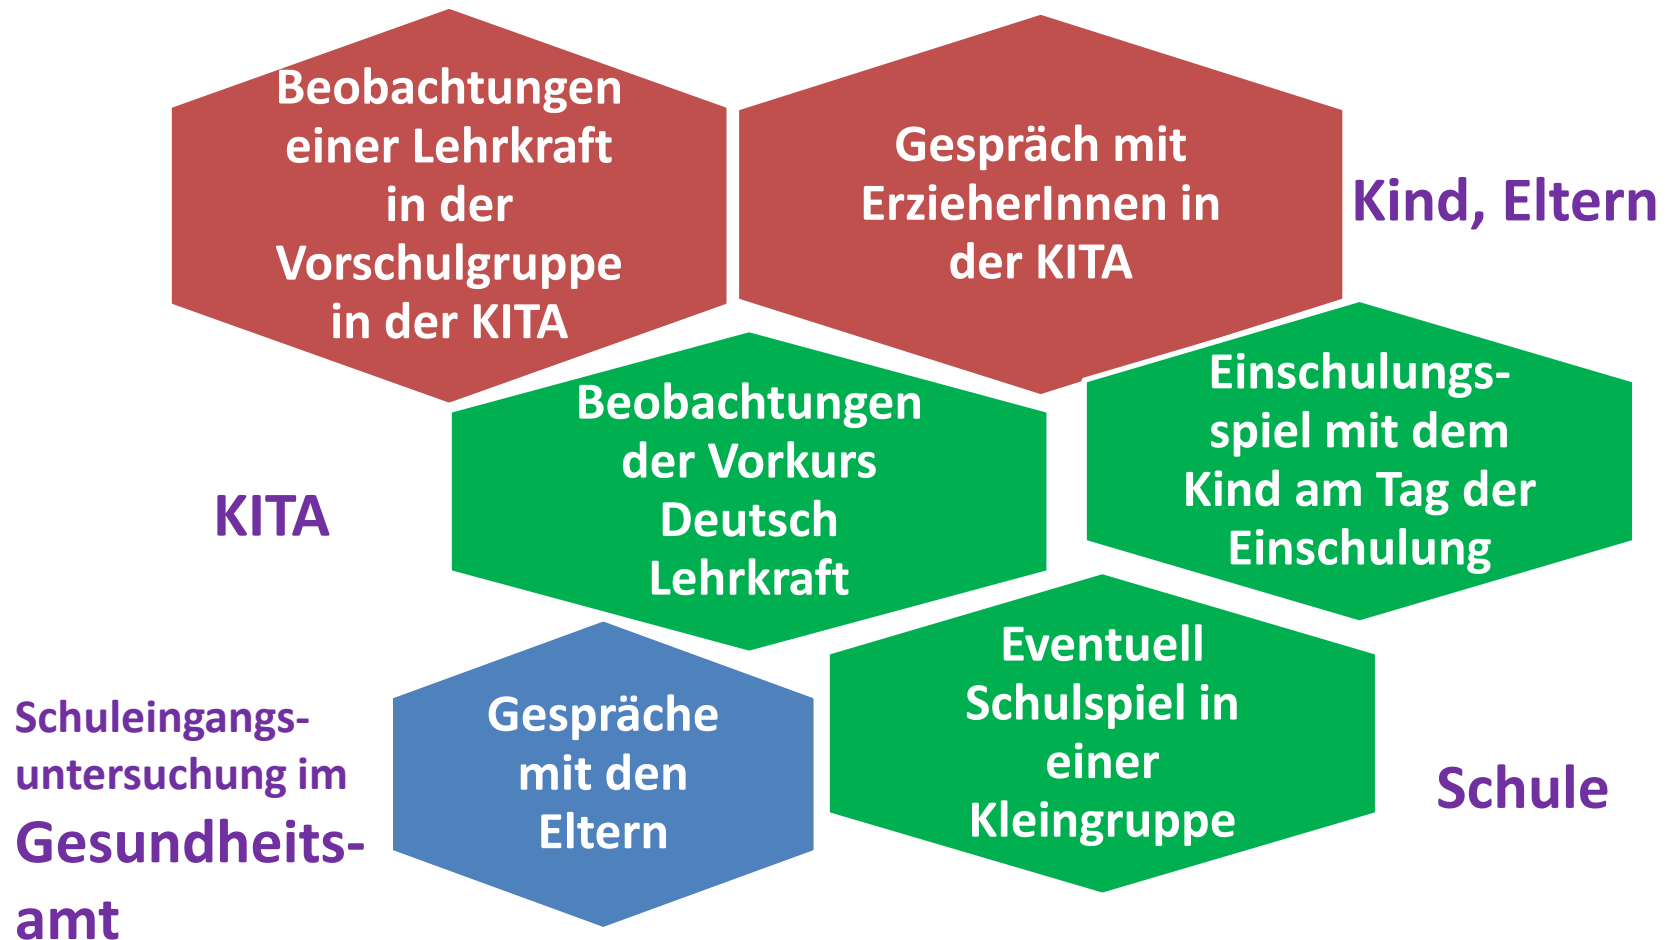 Beobachtungen
einer Lehrkraft
in der
Vorschulgruppe
in der KITA
Gespräch mit
ErzieherInnen in
der KITA
Kind, Eltern
Beobachtungen
der Vorkurs
Deutsch
Lehrkraft
Einschulungs-
spiel mit dem
Kind am Tag der
Einschulung
KITA
Schuleingangs-
untersuchung im
Gesundheits-
amt
Gespräche
mit den
Eltern
Eventuell
Schulspiel in
einer
Kleingruppe
Schule